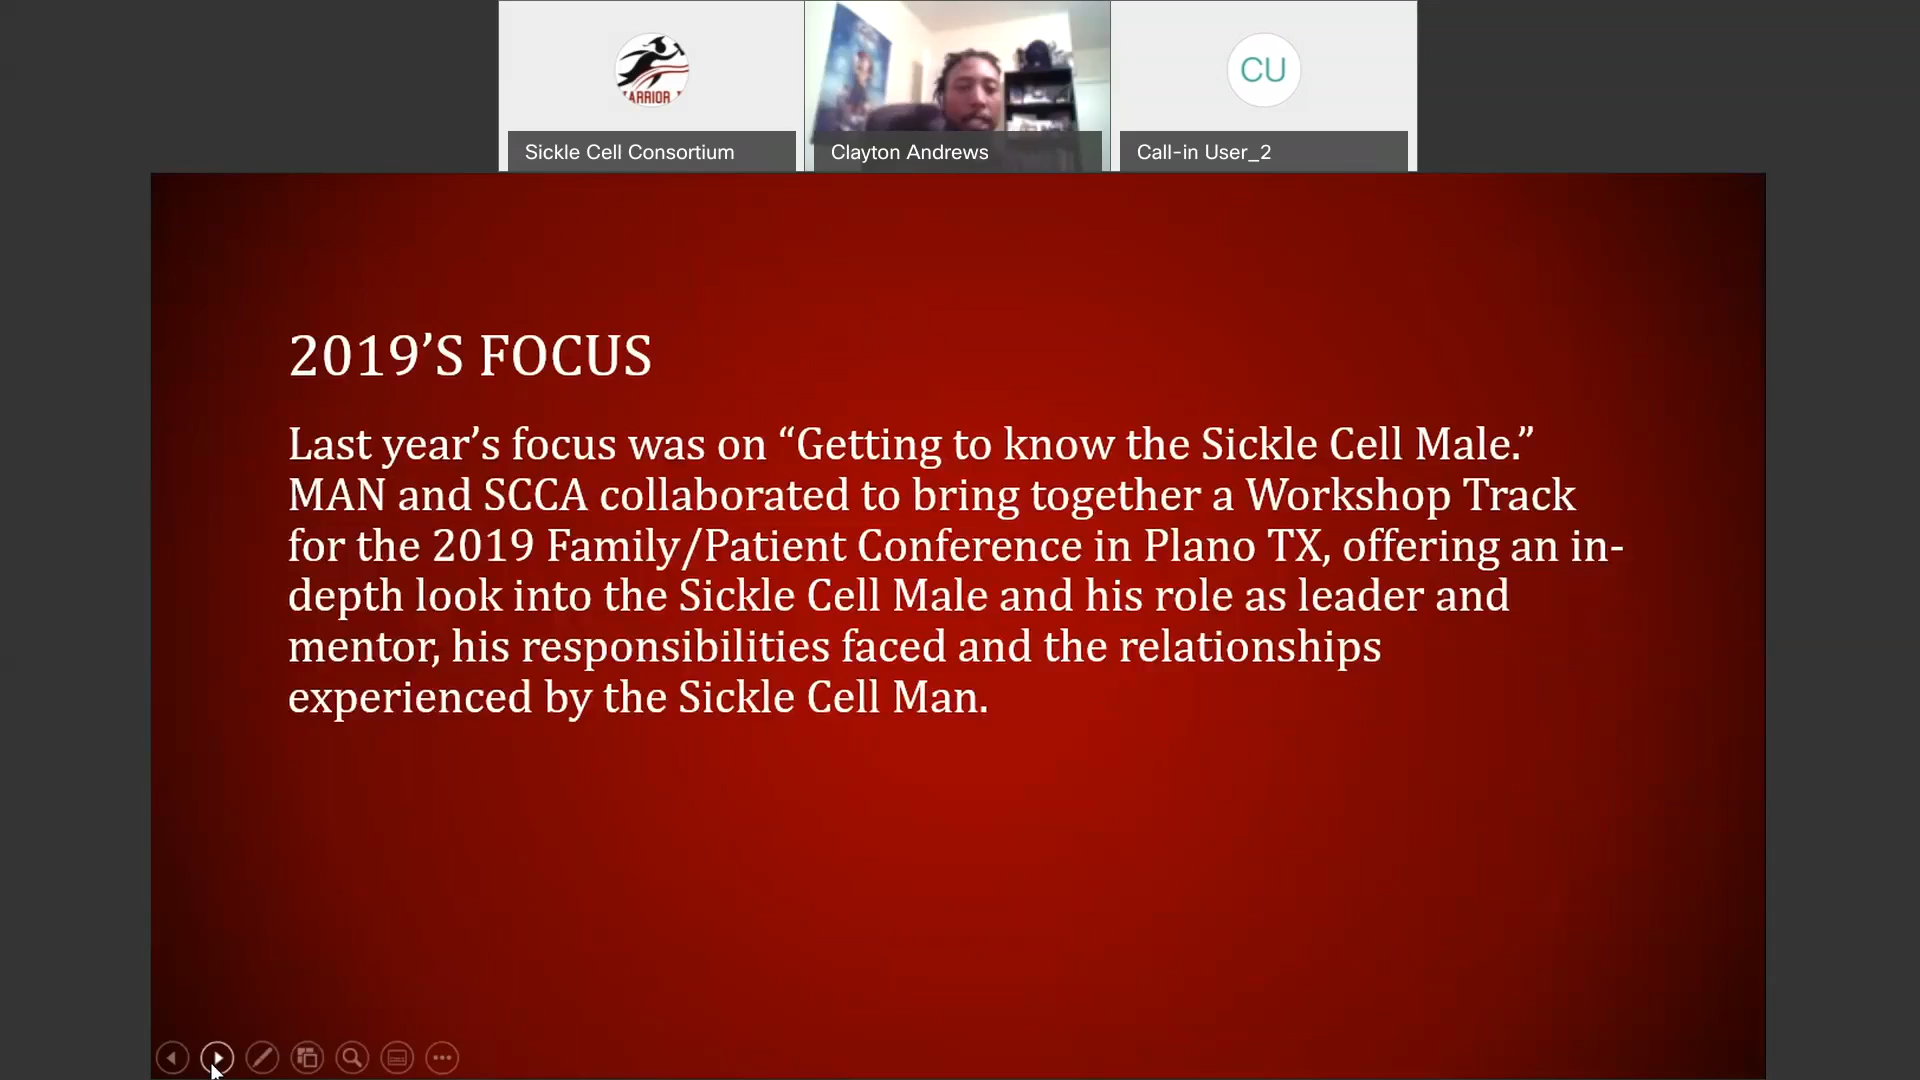 ARRIOR
Sickle Cell Consortium
Clayton Andrews
CU
Call-in User_2
2019’S FOCUS
Last year’s focus was on “Getting to know the Sickle Cell Male.”
MAN and SCCA collaborated to bring together a Workshop Track
for the 2019 Family/Patient Conference in Plano TX, offering an in-
depth look into the Sickle Cell Male and his role as leader and
mentor, his responsibilities faced and the relationships
experienced by the Sickle Cell Man.